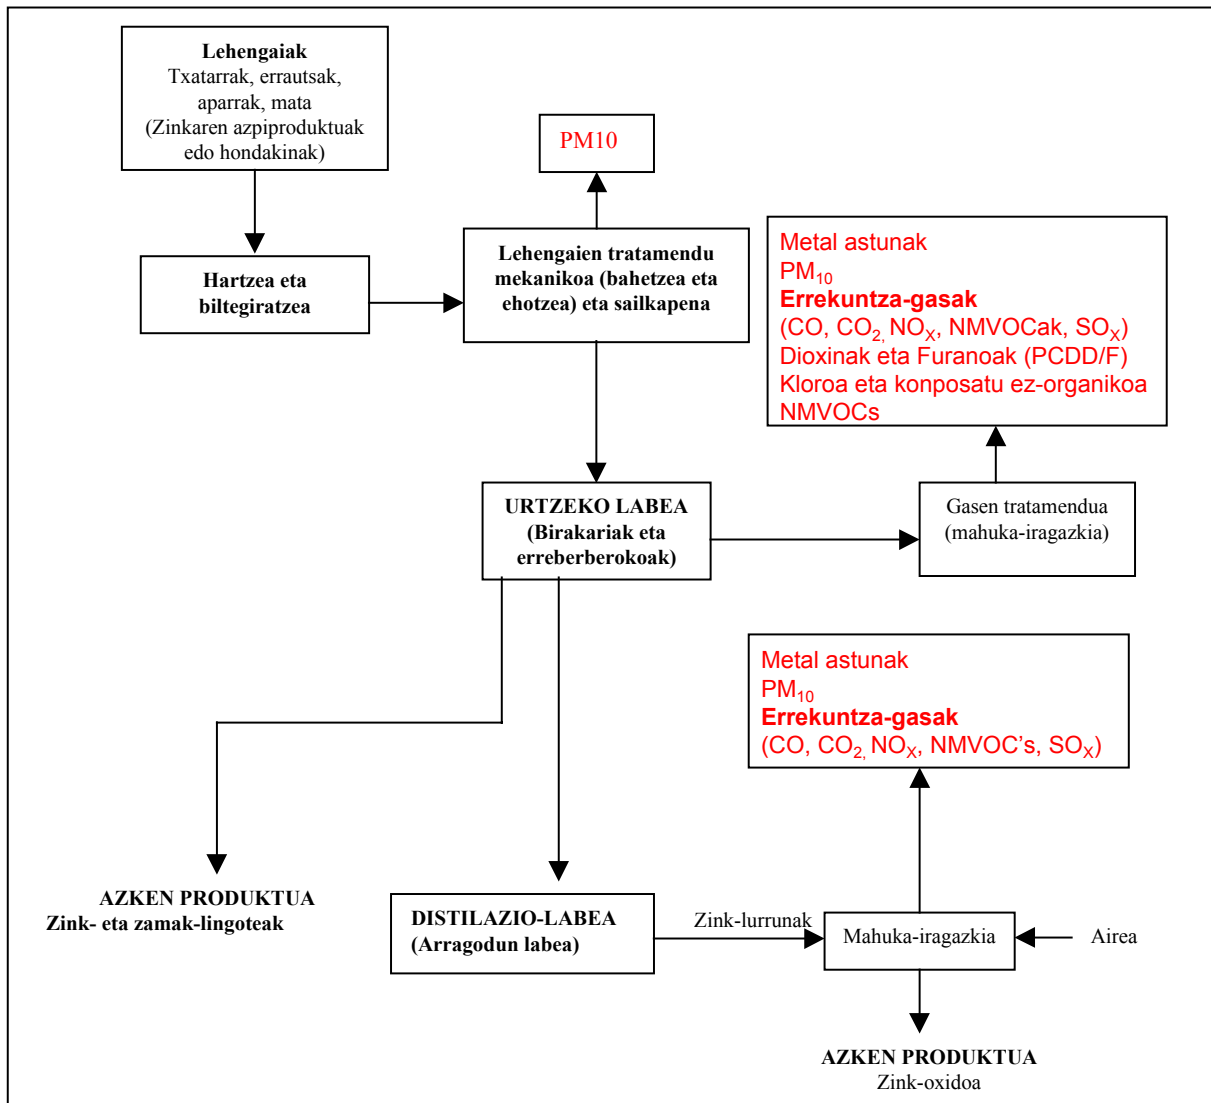 Lehengaiak
Txatarrak, errautsak,
aparrak, mata
(Zinkaren azpiproduktuak
edo hondakinak)
PM10
Hartzea eta
biltegiratzea
Lehengaien tratamendu
mekanikoa (bahetzea eta
ehotzea) eta sailkapena
Metal astunak
PM10
Errekuntza-gasak
(CO, CO2, NOX, NMVOCak, SOX)
Dioxinak eta Furanoak (PCDD/F)
Kloroa eta konposatu ez-organikoa
NMVOCs
URTZEKO LABEA
(Birakariak eta
erreberberokoak)
Gasen tratamendua
(mahuka-iragazkia)
Metal astunak
PM10
Errekuntza-gasak
(CO, CO2, NOX, NMVOC’s, SOX)
AZKEN PRODUKTUA
Zink- eta zamak-lingoteak
DISTILAZIO-LABEA
(Arragodun labea)
Zink-lurrunak
Mahuka-iragazkia
Airea
AZKEN PRODUKTUA
Zink-oxidoa